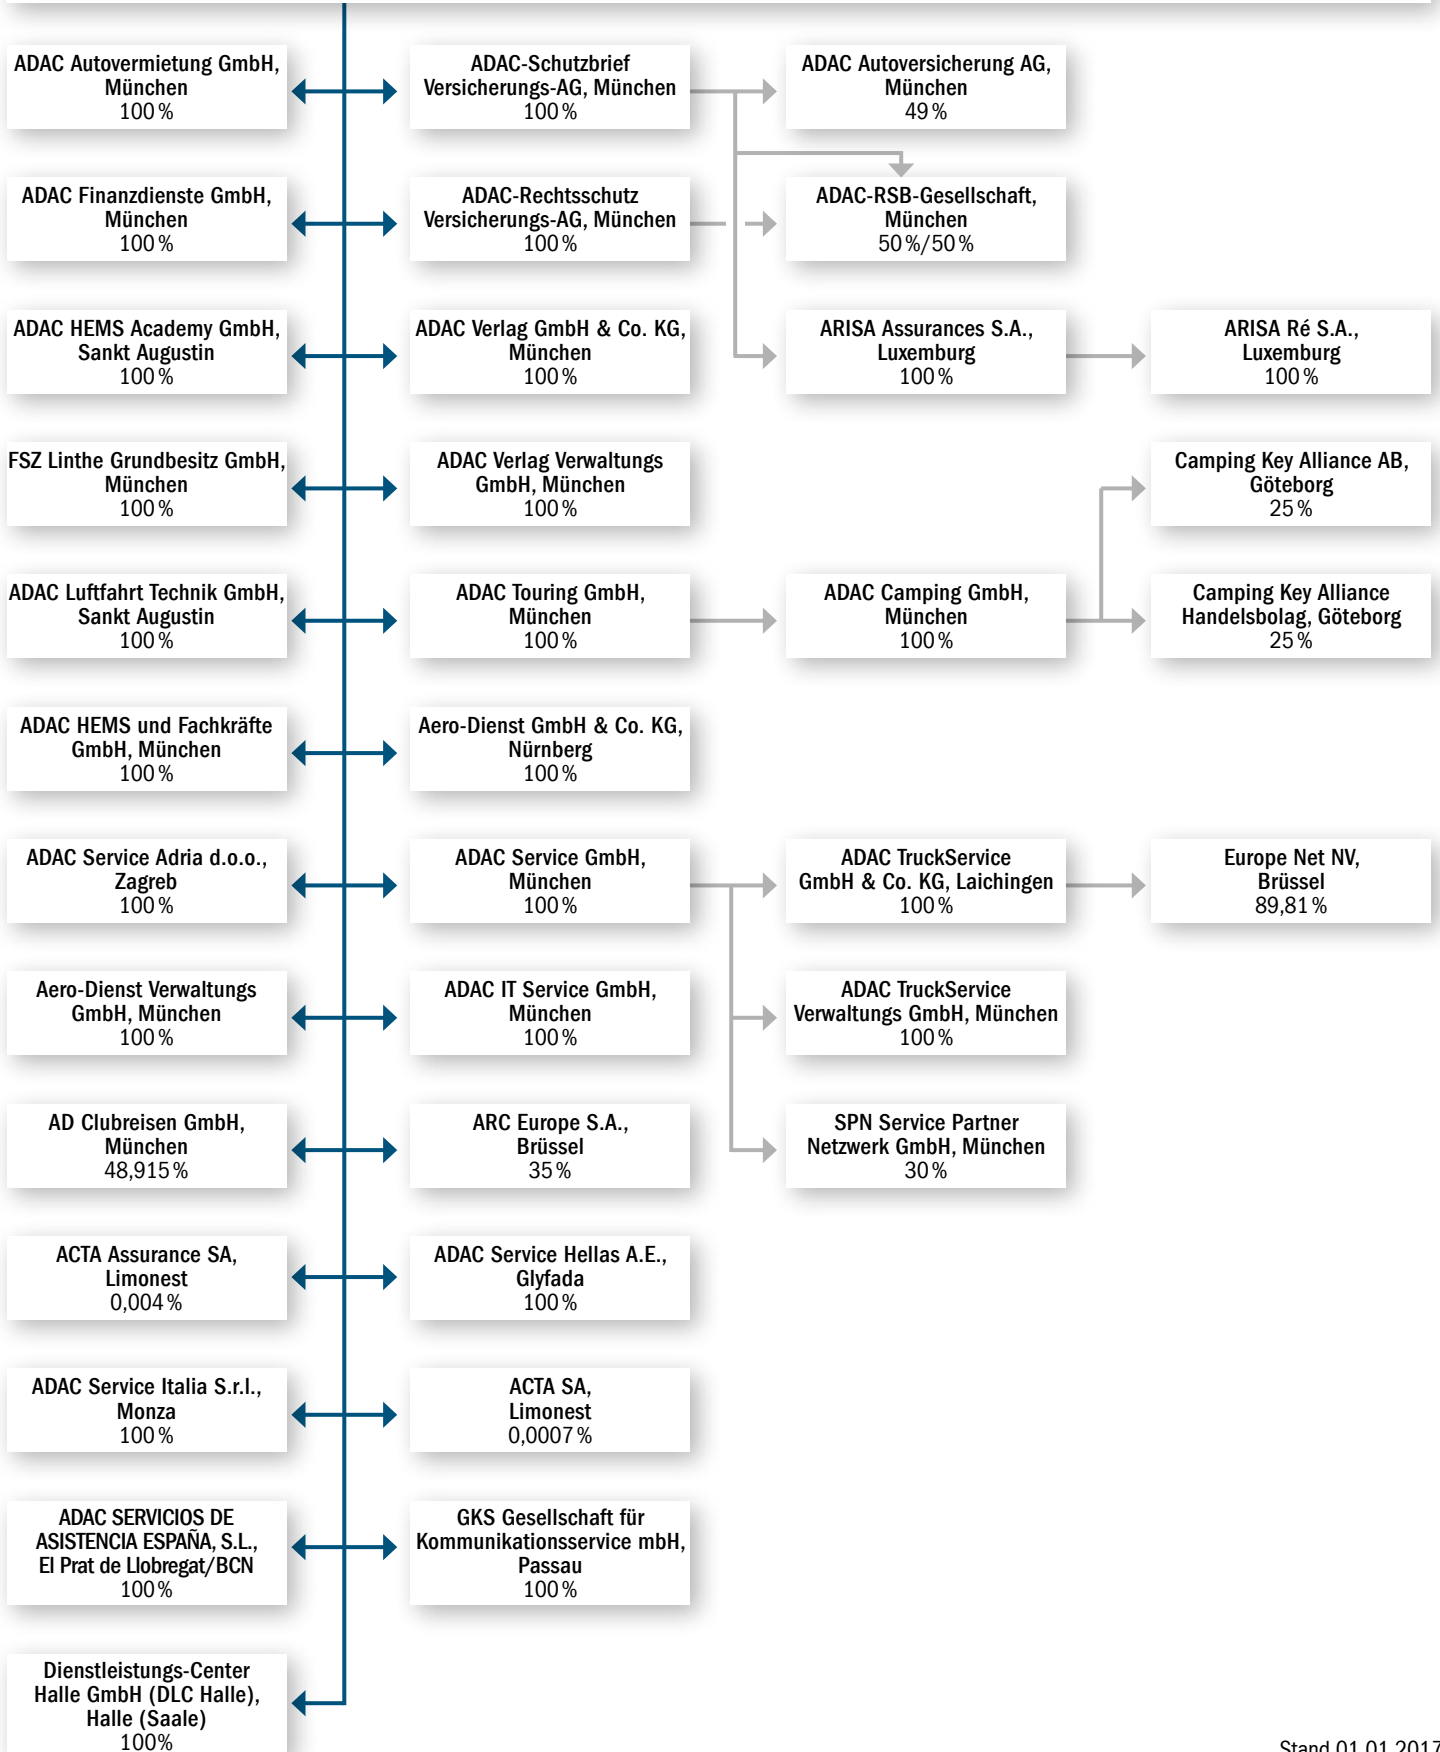 ADAC Autovermietung GmbH,
München
100 %
ADAC-Schutzbrief
Versicherungs-AG, München
100 %
ADAC Autoversicherung AG,
München
49 %
ADAC Finanzdienste GmbH,
München
100 %
ADAC-Rechtsschutz
Versicherungs-AG, München
100 %
ADAC-RSB-Gesellschaft,
München
50 %/50 %
ADAC HEMS Academy GmbH,
Sankt Augustin
100 %
ADAC Verlag GmbH & Co. KG,
München
100 %
ARISA Assurances S.A.,
Luxemburg
100 %
ARISA Ré S.A.,
Luxemburg
100 %
FSZ Linthe Grundbesitz GmbH,
München
100 %
ADAC Verlag Verwaltungs
GmbH, München
100 %
Camping Key Alliance AB,
Göteborg
25 %
ADAC Luftfahrt Technik GmbH,
Sankt Augustin
100 %
ADAC Touring GmbH,
München
100 %
ADAC Camping GmbH,
München
100 %
Camping Key Alliance
Handelsbolag, Göteborg
25 %
ADAC HEMS und Fachkräfte
GmbH, München
100 %
Aero-Dienst GmbH & Co. KG,
Nürnberg
100 %
ADAC Service Adria d.o.o.,
Zagreb
100 %
ADAC Service GmbH,
München
100 %
ADAC TruckService
GmbH & Co. KG, Laichingen
100 %
Europe Net NV,
Brüssel
89,81 %
Aero-Dienst Verwaltungs
GmbH, München
100 %
ADAC IT Service GmbH,
München
100 %
ADAC TruckService
Verwaltungs GmbH, München
100 %
AD Clubreisen GmbH,
München
48,915 %
ARC Europe S.A.,
Brüssel
35 %
SPN Service Partner
Netzwerk GmbH, München
30 %
ACTA Assurance SA,
Limonest
0,004 %
ADAC Service Hellas A.E.,
Glyfada
100 %
ADAC Service Italia S.r.l.,
Monza
100 %
ACTA SA,
Limonest
0,0007 %
ADAC SERVICIOS DE
ASISTENCIA ESPAÑA, S.L.,
El Prat de Llobregat/BCN
100 %
GKS Gesellschaft für
Kommunikationsservice mbH,
Passau
100 %
Dienstleistungs-Center
Halle GmbH (DLC Halle),
Halle (Saale)
100%
Stand 01.01.2017